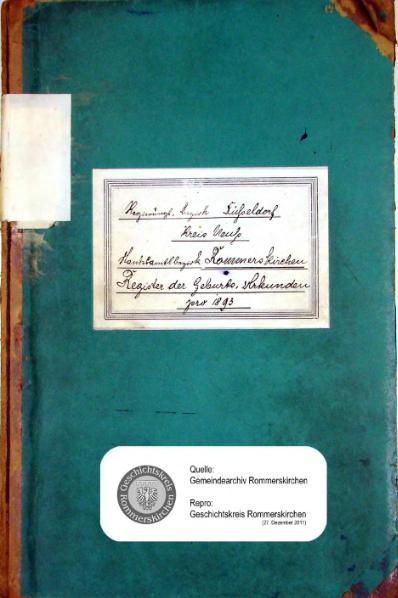 Regierungs.bezirk Düsseldorf
Kreis Neuß
Standesamtsbezirk Rommerskirchen
Register der Geburts-Urkunden
pro 1893
Geschichtskreis
Rommerskirchen
Quelle:
Gemeindearchiv Rommerskirchen
Repro:
Geschichtskreis Rommerskirchen
(27. Dezember 2011)